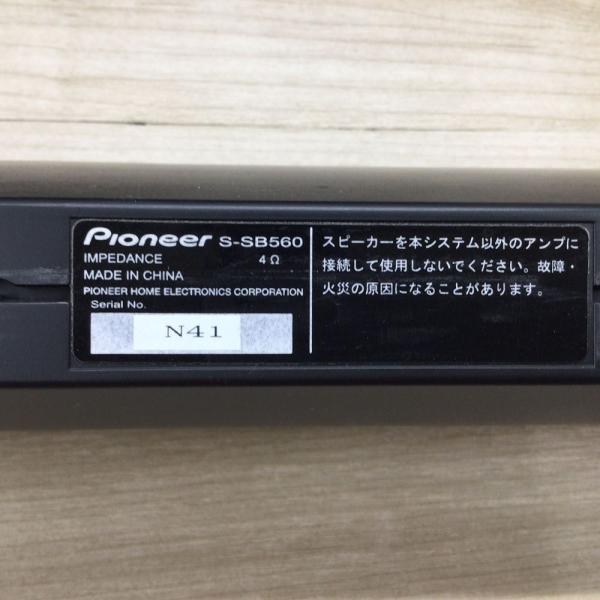 Pioneer S-SB560
IMPEDANCE 4Ω
MADE IN CHINA
PIONEER HOME ELECTRONICS CORPORATION
Serial No.
N41
スピーカーを本システム以外のアンプに
接続して使用しないでください。故障・
火災の原因になることがあります。